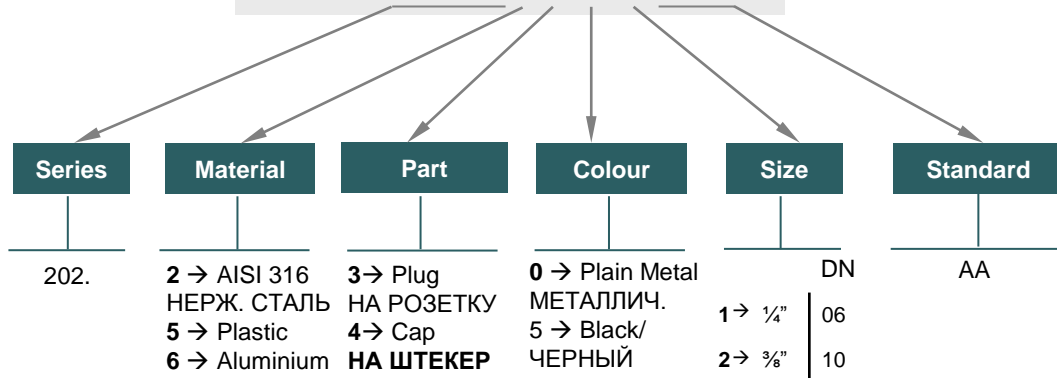 Series
Material
Part
Colour
Size
Standard
202.
2 → AISI 316
НЕРЖ. СТАЛЬ
5 → Plastic
6 → Aluminium
3→ Plug
НА РОЗЕТКУ
4→ Cap
НА ШТЕКЕР
0 → Plain Metal
МЕТАЛЛИЧ.
5 → Black/
ЧЕРНЫЙ
DN
1→ ¼” 06
2→ ⅜” 10
AA